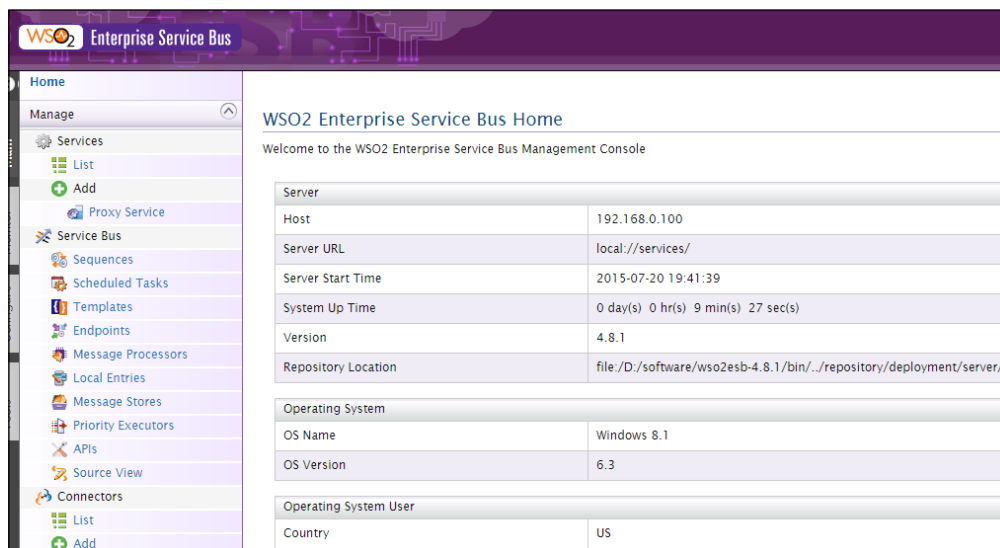 WSO2 Enterprise Service Bus
Home
Manage
Services
List
Add
Proxy Service
Service Bus
Sequences
Scheduled Tasks
Templates
Endpoints
Message Processors
Local Entries
Message Stores
Priority Executors
APIs
Source View
Connectors
List
Add
WSO2 Enterprise Service Bus Home
Welcome to the WSO2 Enterprise Service Bus Management Console
Server
Host 192.168.0.100
Server URL local://services/
Server Start Time 2015-07-20 19:41:39
System Up Time 0 day(s) 0 hr(s) 9 min(s) 27 sec(s)
Version 4.8.1
Repository Location file:/D:/software/wso2esb-4.8.1/bin/../repository/deployment/server/
Operating System
OS Name Windows 8.1
OS Version 6.3
Operating System User
Country US